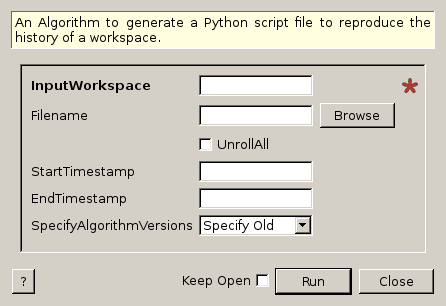 An Algorithm to generate a Python script file to reproduce the
history of a workspace.
InputWorkspace
*
Filename
Browse
UnrollAll
StartTimestamp
EndTimestamp
SpecifyAlgorithmVersions Specify Old
? Keep Open Run Close